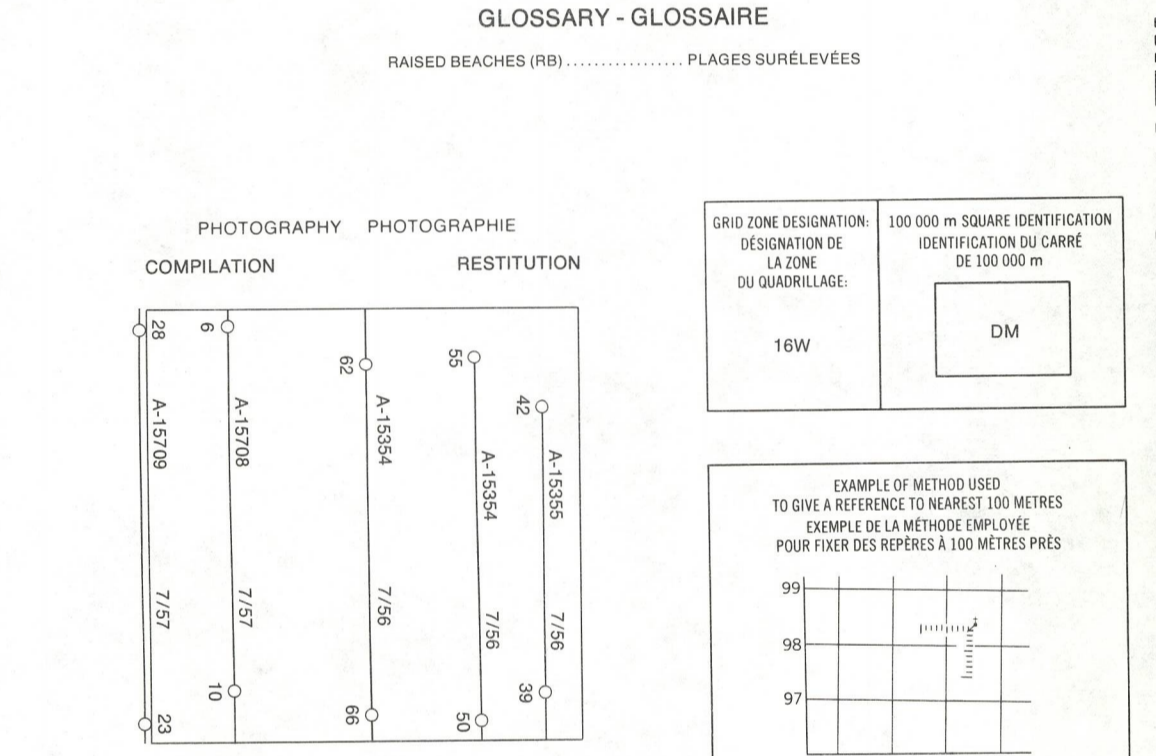 GLOSSARY - GLOSSAIRE
RAISED BEACHES (RB) ................. PLAGES SURÉLEVÉES
PHOTOGRAPHY PHOTOGRAPHIE
COMPILATION RESTITUTION
28 A-15709 7/57 23
6 A-15708 7/57 10
62 A-15354 7/56 66
55 A-15354 7/56 50
42 A-15355 7/56 39
GRID ZONE DESIGNATION:
DÉSIGNATION DE
LA ZONE
DU QUADRILLAGE:
16W
100 000 m SQUARE IDENTIFICATION
IDENTIFICATION DU CARRÉ
DE 100 000 m
DM
EXAMPLE OF METHOD USED
TO GIVE A REFERENCE TO NEAREST 100 METRES
EXEMPLE DE LA MÉTHODE EMPLOYÉE
POUR FIXER DES REPÈRES À 100 MÈTRES PRÈS
99
98
97